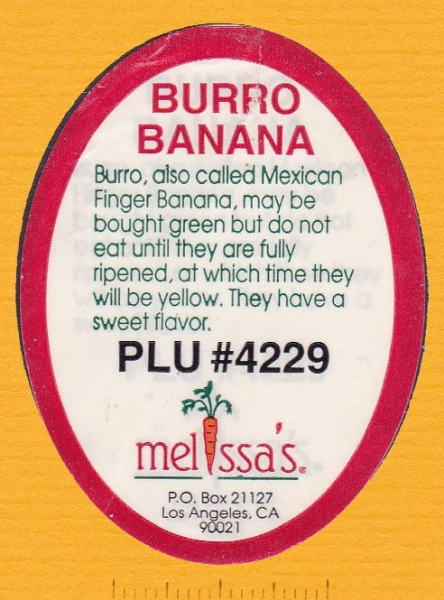 BURRO
BANANA
Burro, also called Mexican
Finger Banana, may be
bought green but do not
eat until they are fully
ripened, at which time they
will be yellow. They have a
sweet flavor.
PLU #4229
melissa's®
P.O. Box 21127
Los Angeles, CA
90021